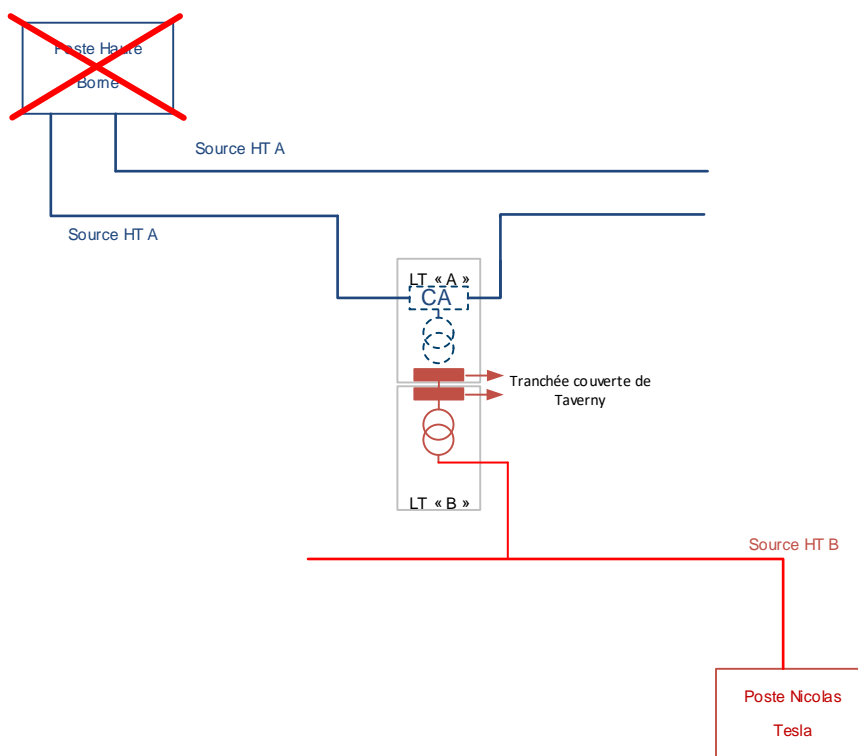 Poste Haute
Borne
Source HT A
Source HT A
LT « A »
CA
Tranchée couverte de
Taverny
LT « B »
Source HT B
Poste Nicolas
Tesla